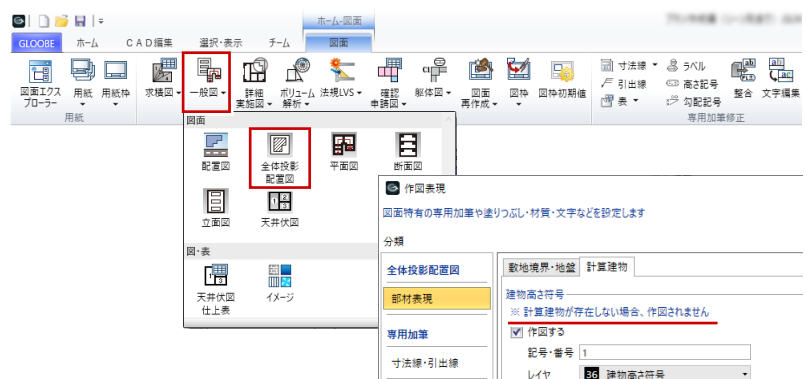 ホーム-図面
GLOOBE ホーム CAD編集 選択・表示 チーム 図面
図面エクスプローラー 用紙 用紙枠 求積図 一般図 詳細実施図 ボリューム解析 法規LVS 確認申請図 躯体図 図面再作成 図枠 図枠初期値 寸法線 ラベル 整合 文字編集
引出線 高さ記号
表 勾配記号
用紙 専用加筆修正
図面
配置図 全体投影配置図 平面図 断面図
立面図 天井伏図
図・表
天井伏図仕上表 イメージ
作図表現
図面特有の専用加筆や塗りつぶし・材質・文字などを設定します
分類
全体投影配置図
部材表現
専用加筆
寸法線・引出線
敷地境界・地盤 計算建物
建物高さ符号
※ 計算建物が存在しない場合、作図されません
作図する
記号・番号 1
レイヤ 36 建物高さ符号